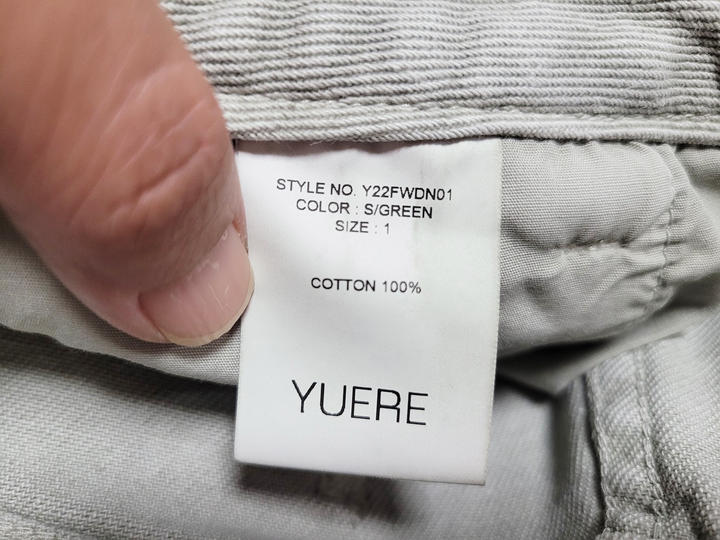 STYLE NO. Y22FWDN01
COLOR : S/GREEN
SIZE : 1
COTTON 100%
YUERE